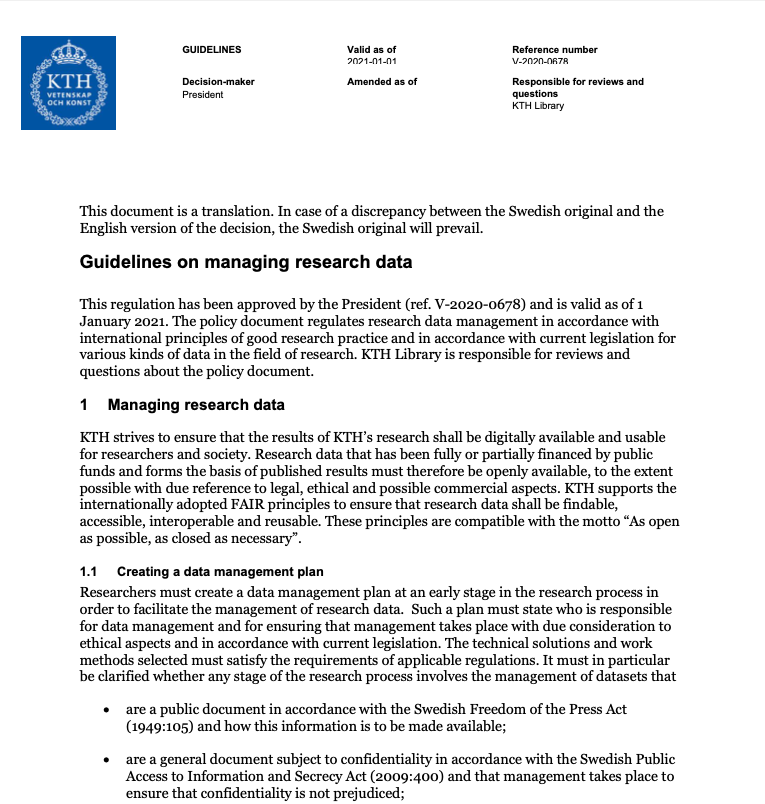 KTH
VETENSKAP
OCH KONST
GUIDELINES
Valid as of
2021-01-01
Reference number
V-2020-0678
Decision-maker
President
Amended as of
Responsible for reviews and
questions
KTH Library
This document is a translation. In case of a discrepancy between the Swedish original and the
English version of the decision, the Swedish original will prevail.
Guidelines on managing research data
This regulation has been approved by the President (ref. V-2020-0678) and is valid as of 1
January 2021. The policy document regulates research data management in accordance with
international principles of good research practice and in accordance with current legislation for
various kinds of data in the field of research. KTH Library is responsible for reviews and
questions about the policy document.
1 Managing research data
KTH strives to ensure that the results of KTH’s research shall be digitally available and usable
for researchers and society. Research data that has been fully or partially financed by public
funds and forms the basis of published results must therefore be openly available, to the extent
possible with due reference to legal, ethical and possible commercial aspects. KTH supports the
internationally adopted FAIR principles to ensure that research data shall be findable,
accessible, interoperable and reusable. These principles are compatible with the motto “As open
as possible, as closed as necessary”.
1.1 Creating a data management plan
Researchers must create a data management plan at an early stage in the research process in
order to facilitate the management of research data. Such a plan must state who is responsible
for data management and for ensuring that management takes place with due consideration to
ethical aspects and in accordance with current legislation. The technical solutions and work
methods selected must satisfy the requirements of applicable regulations. It must in particular
be clarified whether any stage of the research process involves the management of datasets that
• are a public document in accordance with the Swedish Freedom of the Press Act
(1949:105) and how this information is to be made available;
• are a general document subject to confidentiality in accordance with the Swedish Public
Access to Information and Secrecy Act (2009:400) and that management takes place to
ensure that confidentiality is not prejudiced;